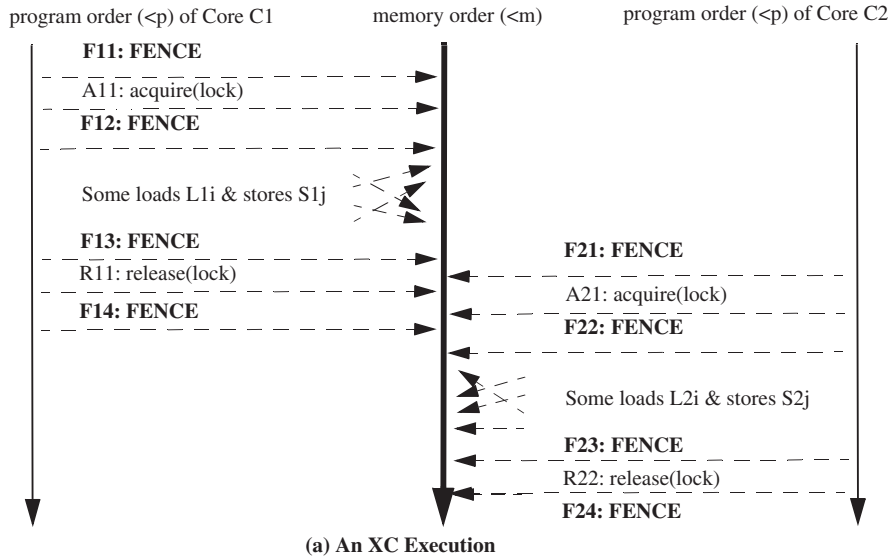 program order (<p) of Core C1
memory order (<m)
program order (<p) of Core C2
F11: FENCE
A11: acquire(lock)
F12: FENCE
Some loads L1i & stores S1j
F13: FENCE
F21: FENCE
R11: release(lock)
A21: acquire(lock)
F14: FENCE
F22: FENCE
Some loads L2i & stores S2j
F23: FENCE
R22: release(lock)
F24: FENCE
(a) An XC Execution